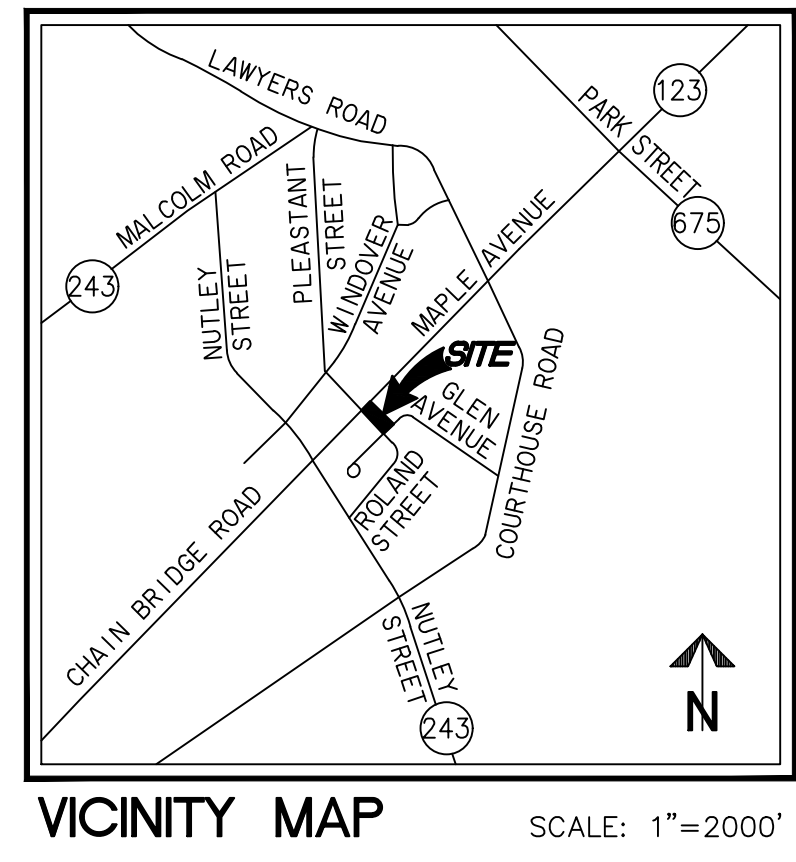 LAWYERS ROAD
123
PARK STREET
675
MALCOLM ROAD
243
NUTLEY
STREET
PLEASTANT
STREET
WINDOVER
AVENUE
MAPLE AVENUE
SITE
GLEN
AVENUE
COURTHOUSE ROAD
ROLAND
STREET
CHAIN BRIDGE ROAD
NUTLEY
STREET
243
N
VICINITY MAP
SCALE: 1"=2000'